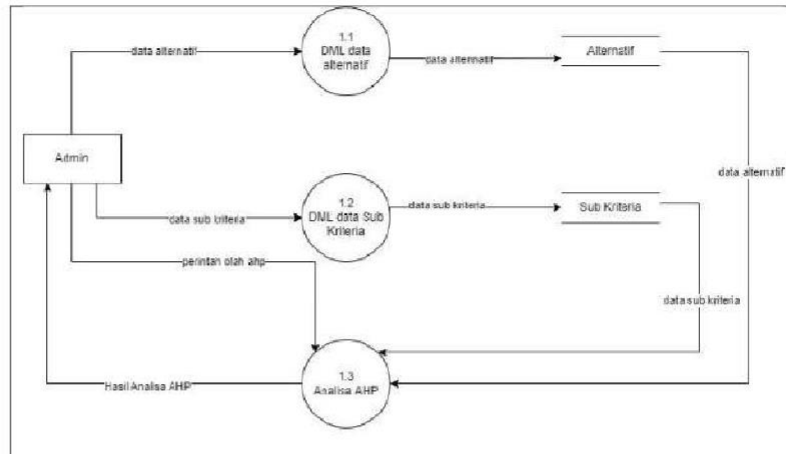 1.1
DML data
alternatif
data alternatif
data alternatif
Alternatif
Admin
data alternatif
1.2
DML data Sub
Kriteria
data sub kriteria
data sub kriteria
Sub Kriteria
perintah olah ahp
data sub kriteria
1.3
Analisa AHP
Hasil Analisa AHP